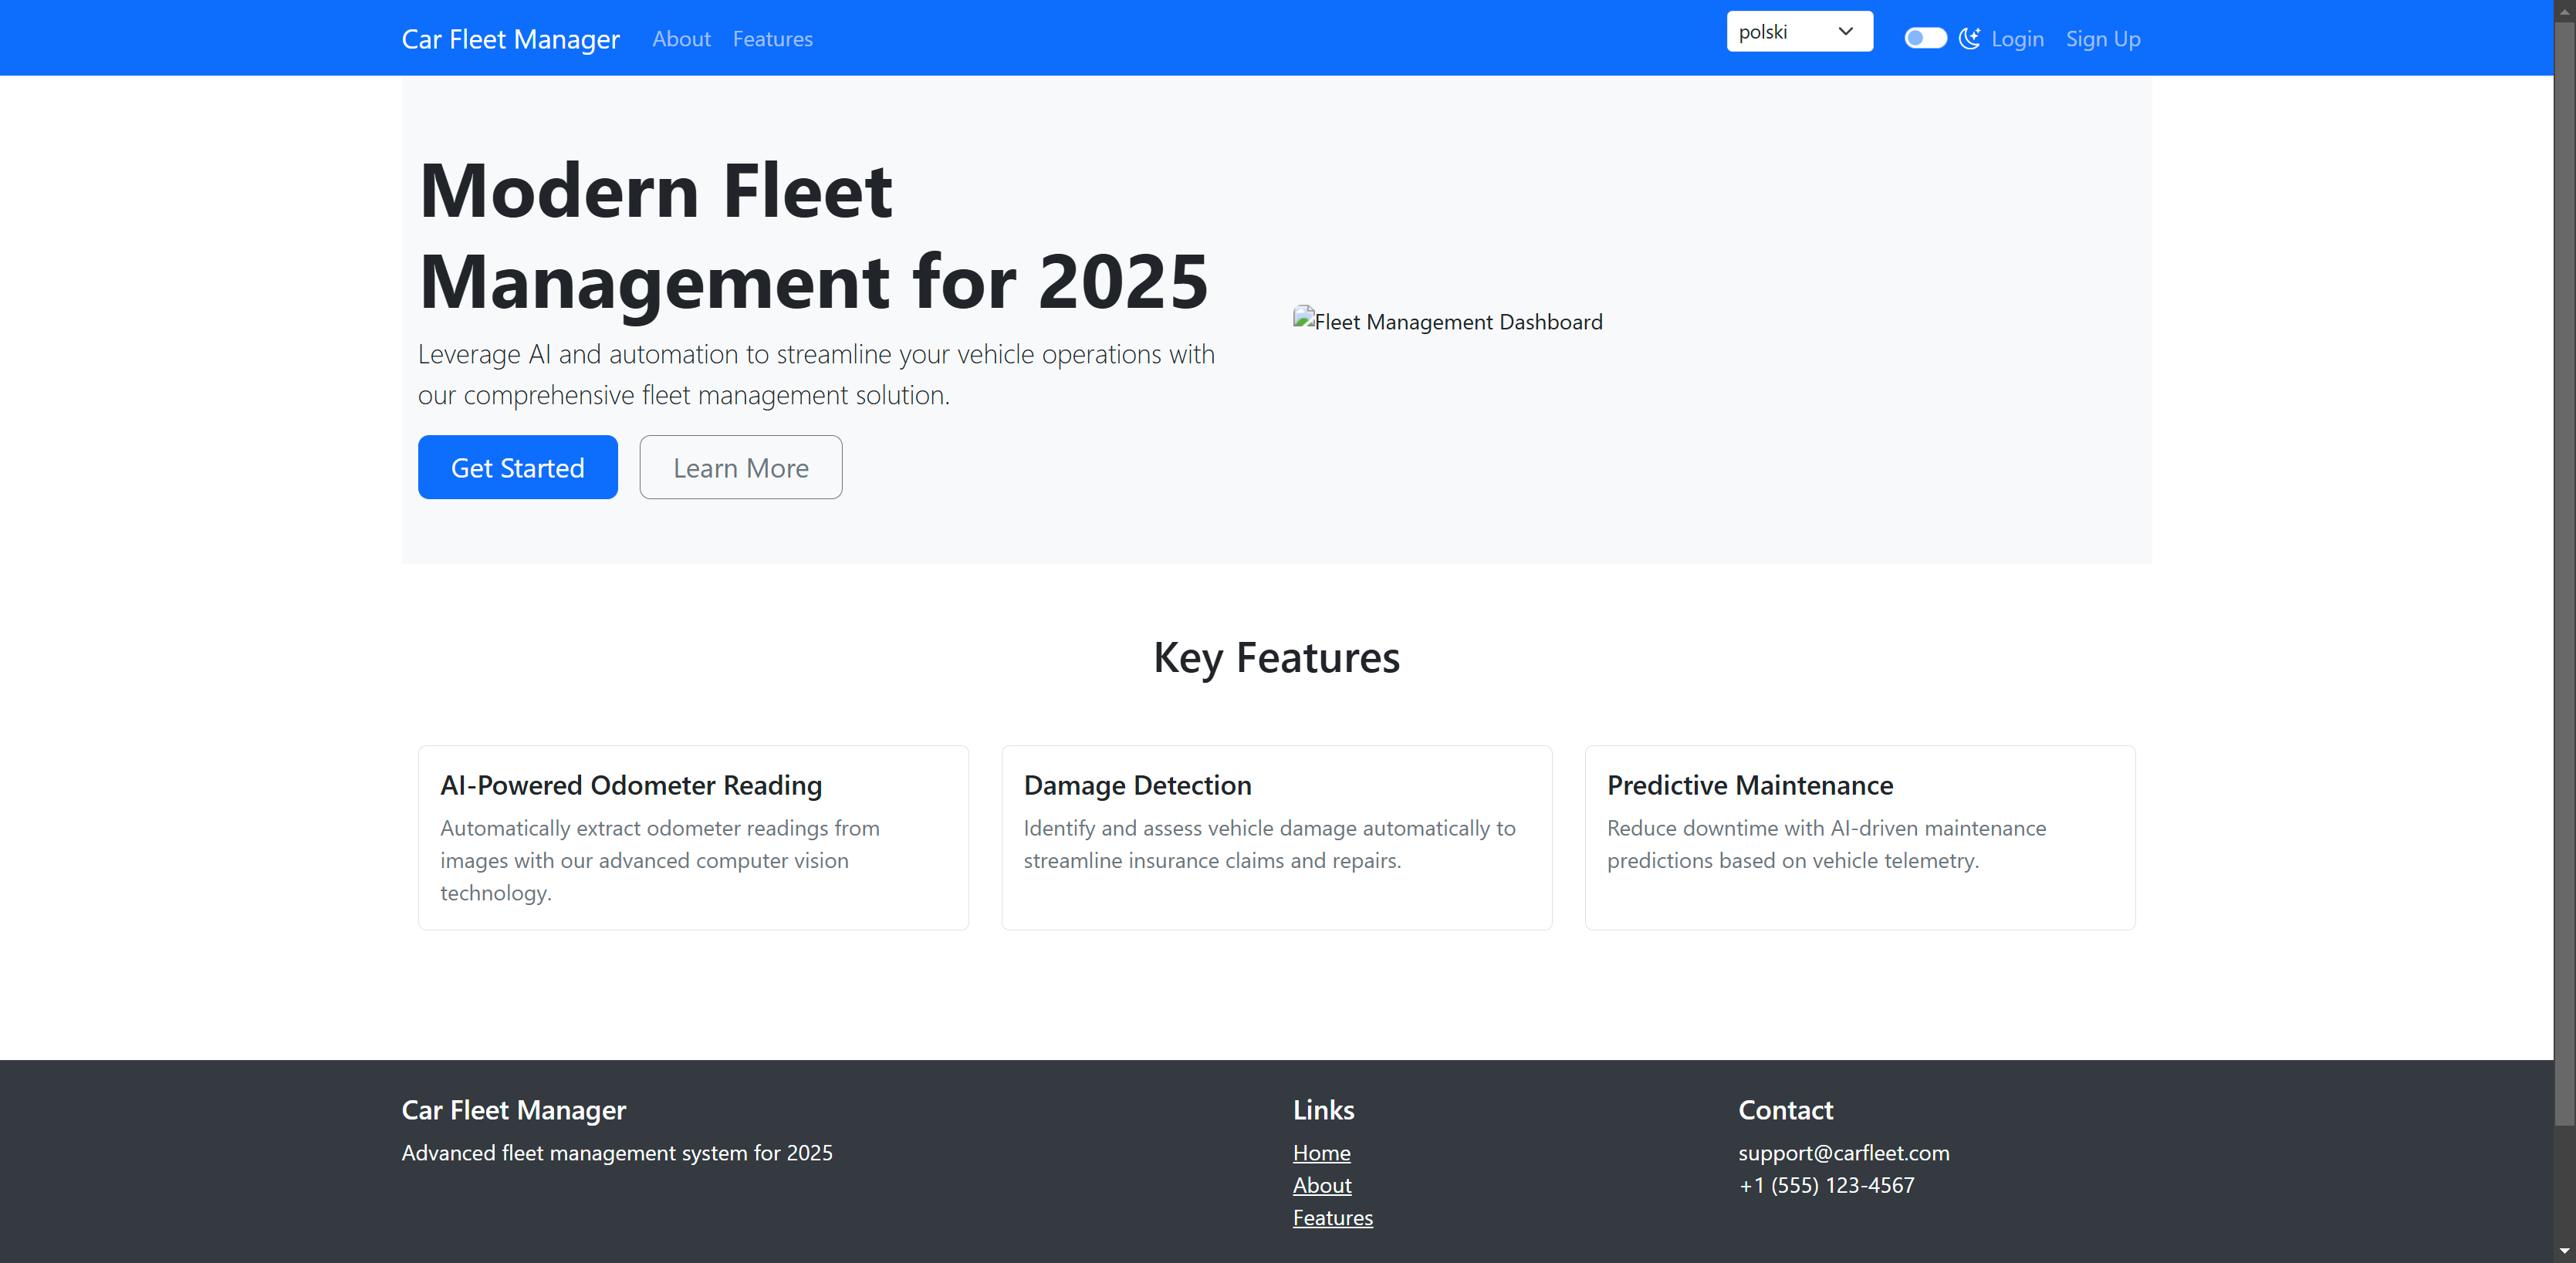 Car Fleet Manager About Features polski Login Sign Up
Modern Fleet
Management for 2025
Leverage AI and automation to streamline your vehicle operations with
our comprehensive fleet management solution.
Get Started Learn More
Fleet Management Dashboard
Key Features
AI-Powered Odometer Reading
Automatically extract odometer readings from
images with our advanced computer vision
technology.
Damage Detection
Identify and assess vehicle damage automatically to
streamline insurance claims and repairs.
Predictive Maintenance
Reduce downtime with AI-driven maintenance
predictions based on vehicle telemetry.
Car Fleet Manager
Advanced fleet management system for 2025
Links
Home
About
Features
Contact
support@carfleet.com
+1 (555) 123-4567